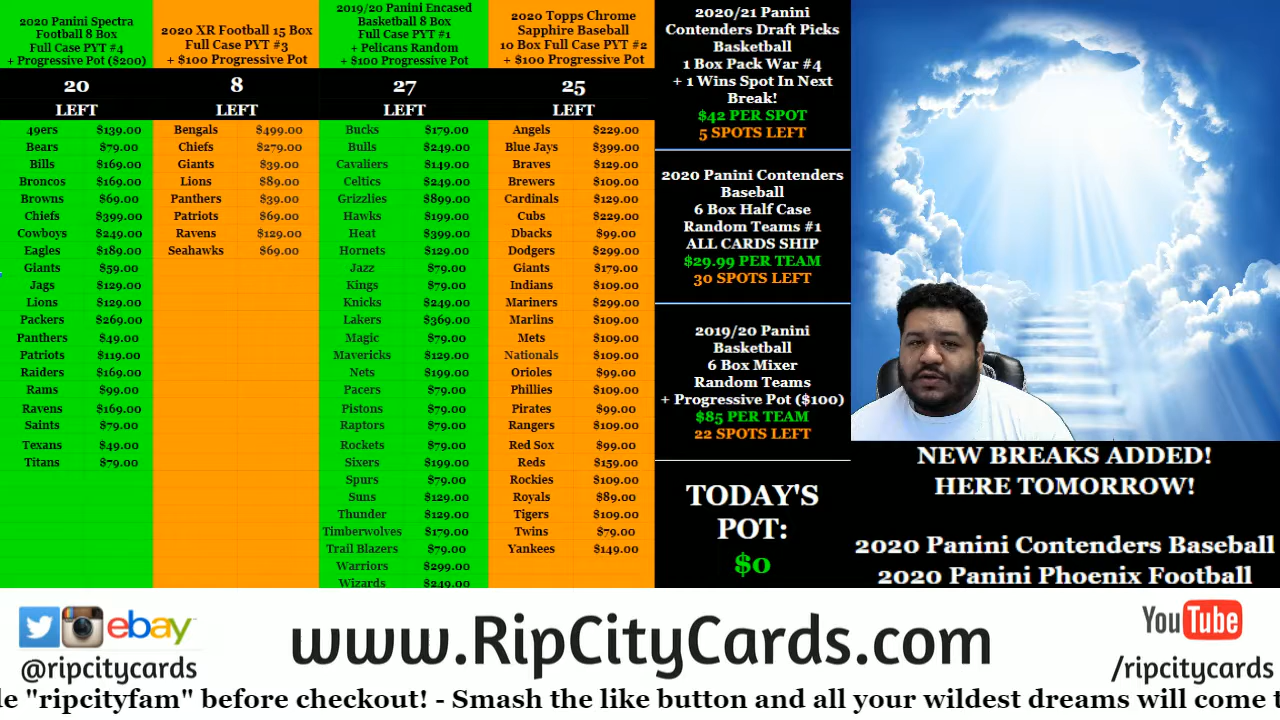 2020 Panini Spectra
Football 8 Box
Full Case PYT #4
+ Progressive Pot ($200)
20
LEFT
49ers $139.00
Bears $79.00
Bills $169.00
Broncos $169.00
Browns $69.00
Chiefs $399.00
Cowboys $249.00
Eagles $189.00
Giants $59.00
Jags $129.00
Lions $129.00
Packers $269.00
Panthers $49.00
Patriots $119.00
Raiders $169.00
Rams $99.00
Ravens $169.00
Saints $79.00
Texans $49.00
Titans $79.00
2020 XR Football 15 Box
Full Case PYT #3
+ $100 Progressive Pot
8
LEFT
Bengals $499.00
Chiefs $279.00
Giants $39.00
Lions $89.00
Panthers $39.00
Patriots $69.00
Ravens $129.00
Seahawks $69.00
2019/20 Panini Encased
Basketball 8 Box
Full Case PYT #1
+ Pelicans Random
+ $100 Progressive Pot
27
LEFT
Bucks $179.00
Bulls $249.00
Cavaliers $149.00
Celtics $249.00
Grizzlies $899.00
Hawks $199.00
Heat $399.00
Hornets $129.00
Jazz $79.00
Kings $79.00
Knicks $249.00
Lakers $369.00
Magic $79.00
Mavericks $129.00
Nets $199.00
Pacers $79.00
Pistons $79.00
Raptors $79.00
Rockets $79.00
Sixers $199.00
Spurs $79.00
Suns $129.00
Thunder $129.00
Timberwolves $179.00
Trail Blazers $79.00
Warriors $299.00
Wizards $249.00
2020 Topps Chrome
Sapphire Baseball
10 Box Full Case PYT #2
+ $100 Progressive Pot
25
LEFT
Angels $229.00
Blue Jays $399.00
Braves $129.00
Brewers $109.00
Cardinals $129.00
Cubs $229.00
Dbacks $99.00
Dodgers $299.00
Giants $179.00
Indians $109.00
Mariners $299.00
Marlins $109.00
Mets $109.00
Nationals $109.00
Orioles $99.00
Phillies $109.00
Pirates $99.00
Rangers $109.00
Red Sox $99.00
Reds $159.00
Rockies $109.00
Royals $89.00
Tigers $109.00
Twins $79.00
Yankees $149.00
2020/21 Panini
Contenders Draft Picks
Basketball
1 Box Pack War #4
+ 1 Wins Spot In Next
Break!
$42 PER SPOT
5 SPOTS LEFT
2020 Panini Contenders
Baseball
6 Box Half Case
Random Teams #1
ALL CARDS SHIP
$29.99 PER TEAM
30 SPOTS LEFT
2019/20 Panini
Basketball
6 Box Mixer
Random Teams
+ Progressive Pot ($100)
$85 PER TEAM
22 SPOTS LEFT
TODAY'S
POT:
$0
NEW BREAKS ADDED!
HERE TOMORROW!
2020 Panini Contenders Baseball
2020 Panini Phoenix Football
ebay
@ripcitycards
www.RipCityCards.com
YouTube
/ripcitycards
le "ripcityfam" before checkout! - Smash the like button and all your wildest dreams will come t